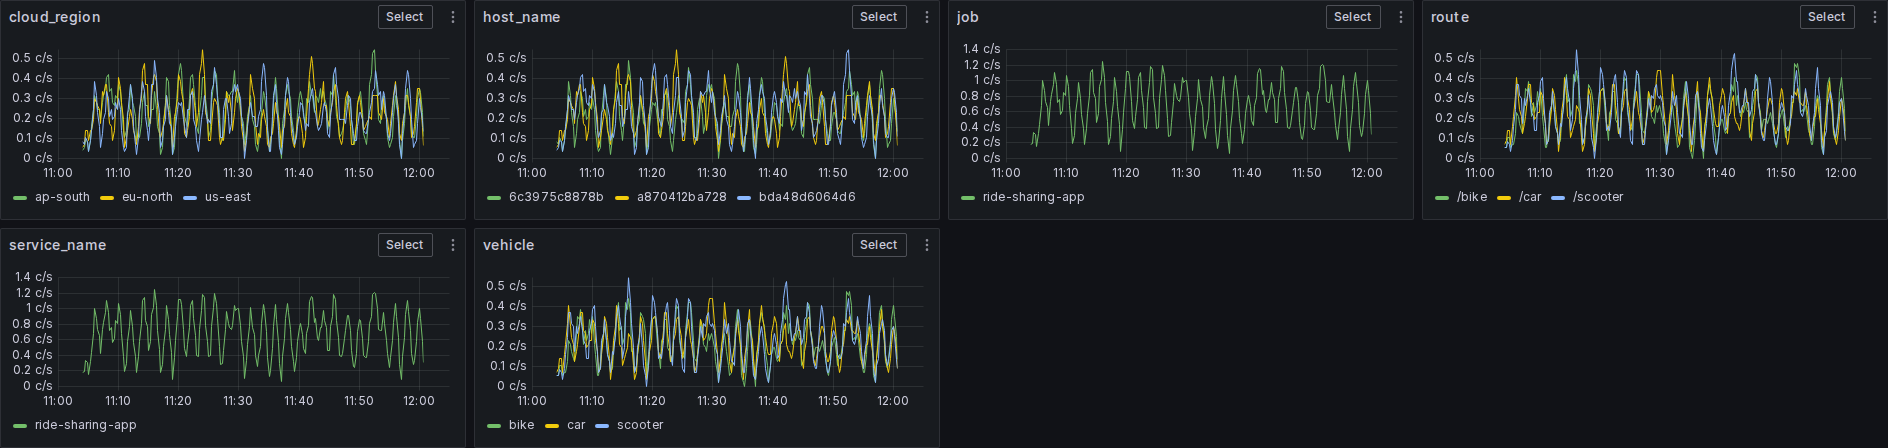 cloud_region Select
0.5 c/s
0.4 c/s
0.3 c/s
0.2 c/s
0.1 c/s
0 c/s
11:00 11:10 11:20 11:30 11:40 11:50 12:00
ap-south eu-north us-east
host_name Select
0.5 c/s
0.4 c/s
0.3 c/s
0.2 c/s
0.1 c/s
0 c/s
11:00 11:10 11:20 11:30 11:40 11:50 12:00
6c3975c8878b a870412ba728 bda48d6064d6
job Select
1.4 c/s
1.2 c/s
1 c/s
0.8 c/s
0.6 c/s
0.4 c/s
0.2 c/s
0 c/s
11:00 11:10 11:20 11:30 11:40 11:50 12:00
ride-sharing-app
route Select
0.5 c/s
0.4 c/s
0.3 c/s
0.2 c/s
0.1 c/s
0 c/s
11:00 11:10 11:20 11:30 11:40 11:50 12:00
/bike /car /scooter
service_name Select
1.4 c/s
1.2 c/s
1 c/s
0.8 c/s
0.6 c/s
0.4 c/s
0.2 c/s
0 c/s
11:00 11:10 11:20 11:30 11:40 11:50 12:00
ride-sharing-app
vehicle Select
0.5 c/s
0.4 c/s
0.3 c/s
0.2 c/s
0.1 c/s
0 c/s
11:00 11:10 11:20 11:30 11:40 11:50 12:00
bike car scooter